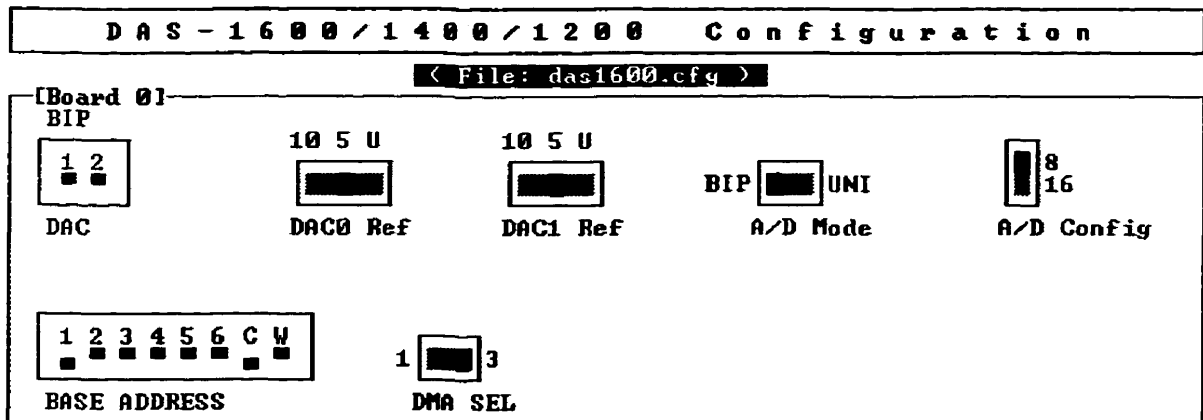 DAS-1600/1400/1200 Configuration
( File: das1600.cfg )
[Board 0]
BIP
1 2
DAC
10 5 U
DAC0 Ref
10 5 U
DAC1 Ref
BIP UNI
A/D Mode
8
16
A/D Config
1 2 3 4 5 6 C W
BASE ADDRESS
1 3
DMA SEL